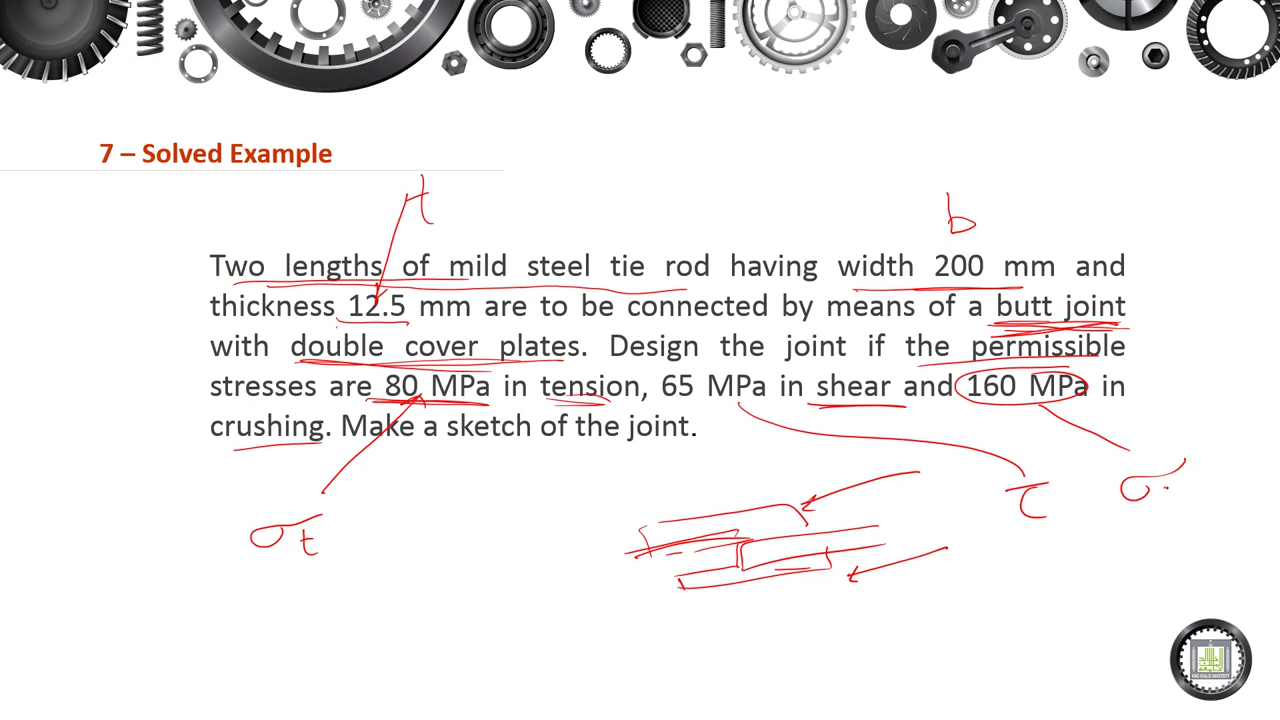 7 – Solved Example
t
b
Two lengths of mild steel tie rod having width 200 mm and
thickness 12.5 mm are to be connected by means of a butt joint
with double cover plates. Design the joint if the permissible
stresses are 80 MPa in tension, 65 MPa in shear and 160 MPa in
crushing. Make a sketch of the joint.
σt
τ
σ
KING KHALID UNIVERSITY